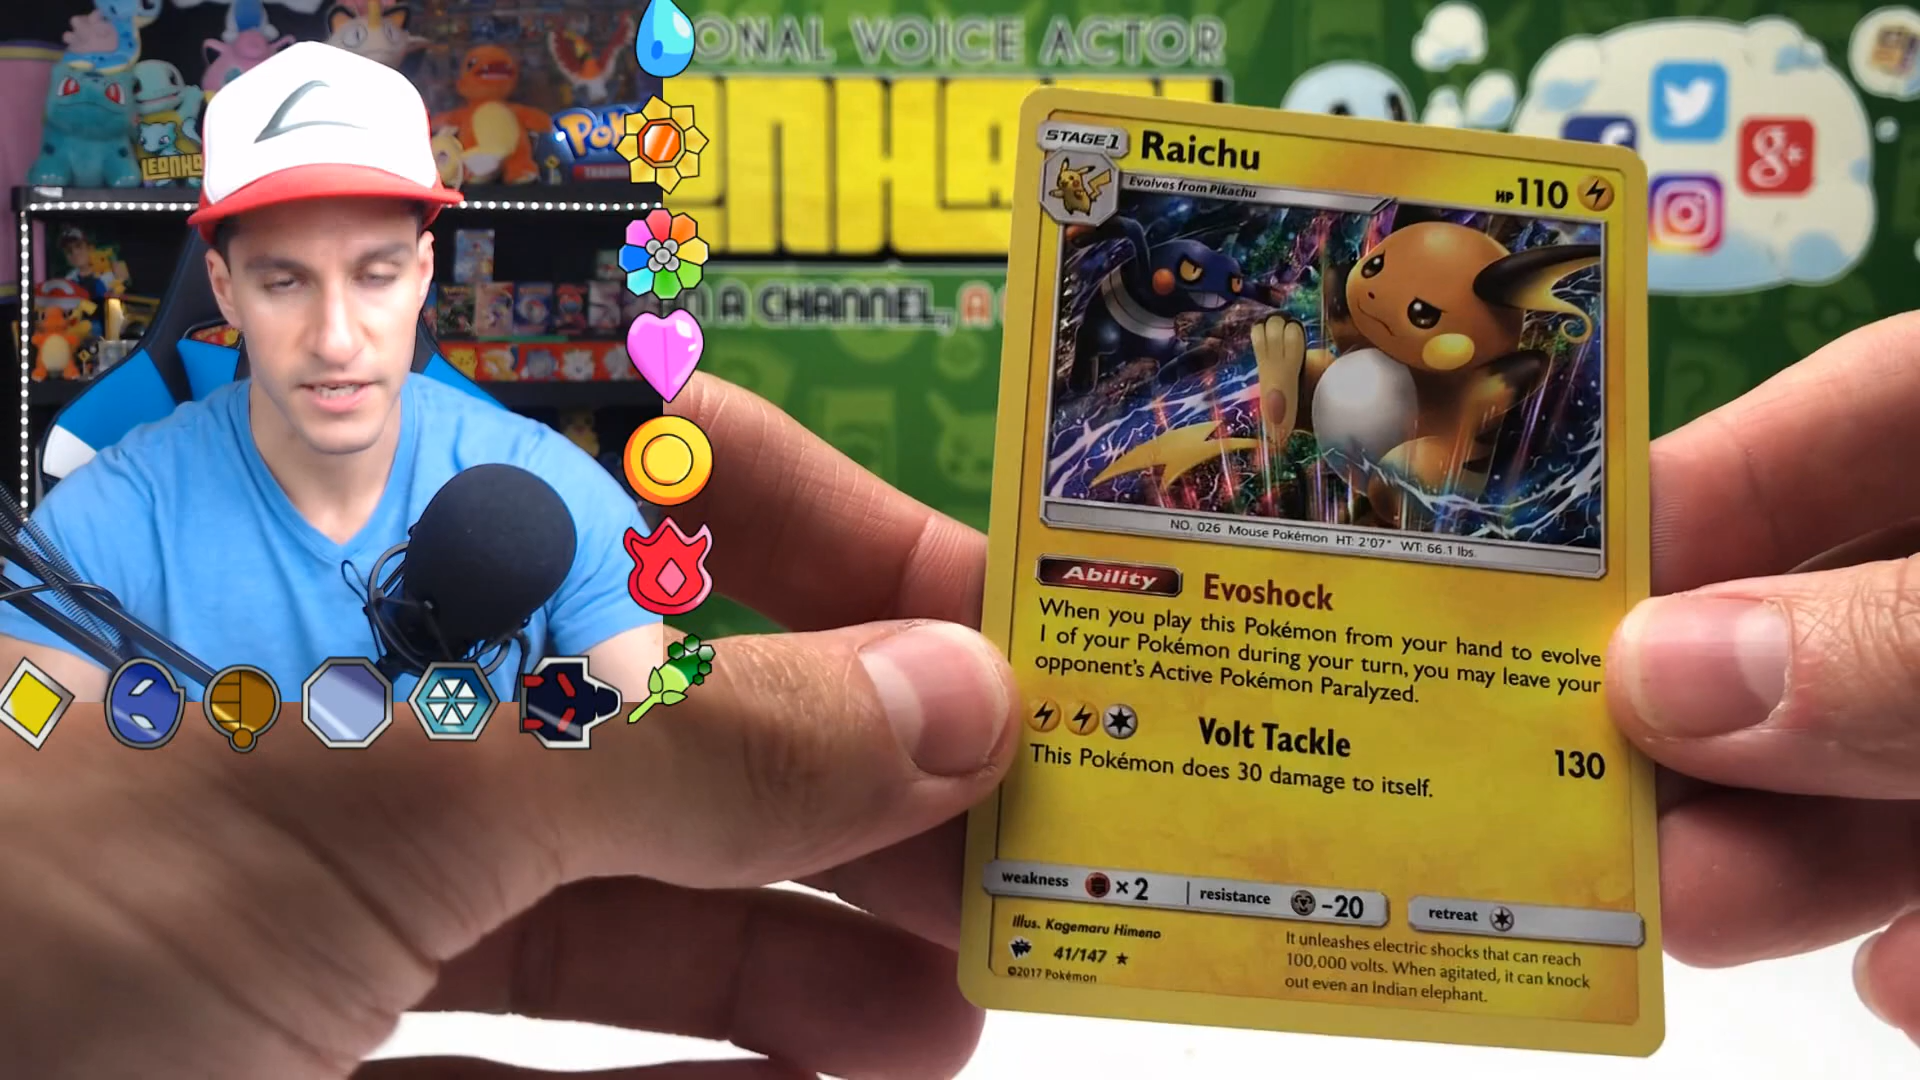 ONAL VOICE ACTOR
N A CHANNEL, A
LEONHA
POK
STAGE1
Raichu
Evolves from Pikachu
HP 110
NO. 026 Mouse Pokémon HT: 2'07" WT: 66.1 lbs.
Ability Evoshock
When you play this Pokémon from your hand to evolve
1 of your Pokémon during your turn, you may leave your
opponent's Active Pokémon Paralyzed.
Volt Tackle 130
This Pokémon does 30 damage to itself.
weakness × 2 resistance -20 retreat
Illus. Kagemaru Himeno
41/147 ★
©2017 Pokémon
It unleashes electric shocks that can reach
100,000 volts. When agitated, it can knock
out even an Indian elephant.